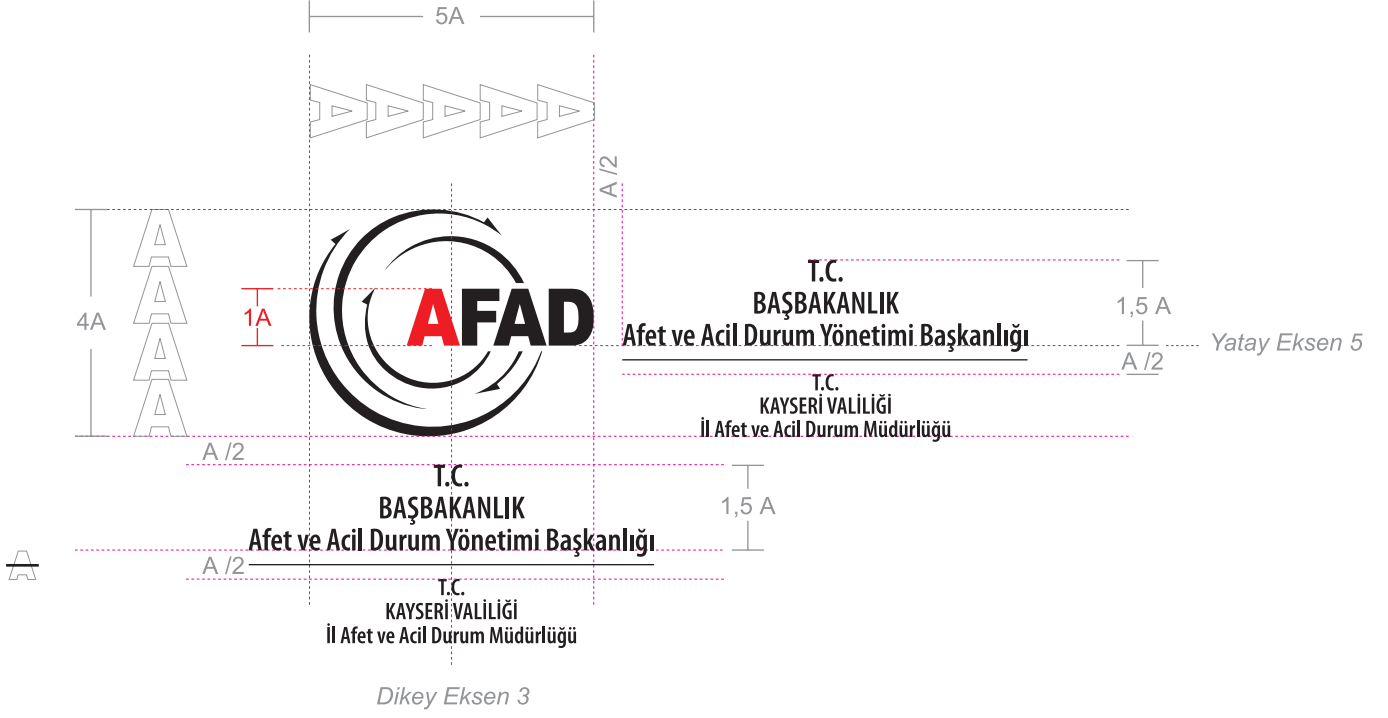 5A
A /2
4A
1A
AFAD
T.C.
BAŞBAKANLIK
Afet ve Acil Durum Yönetimi Başkanlığı
1,5 A
Yatay Eksen 5
A /2
T.C.
KAYSERİ VALİLİĞİ
İl Afet ve Acil Durum Müdürlüğü
A /2
T.C.
BAŞBAKANLIK
Afet ve Acil Durum Yönetimi Başkanlığı
1,5 A
A /2
T.C.
KAYSERİ VALİLİĞİ
İl Afet ve Acil Durum Müdürlüğü
Dikey Eksen 3